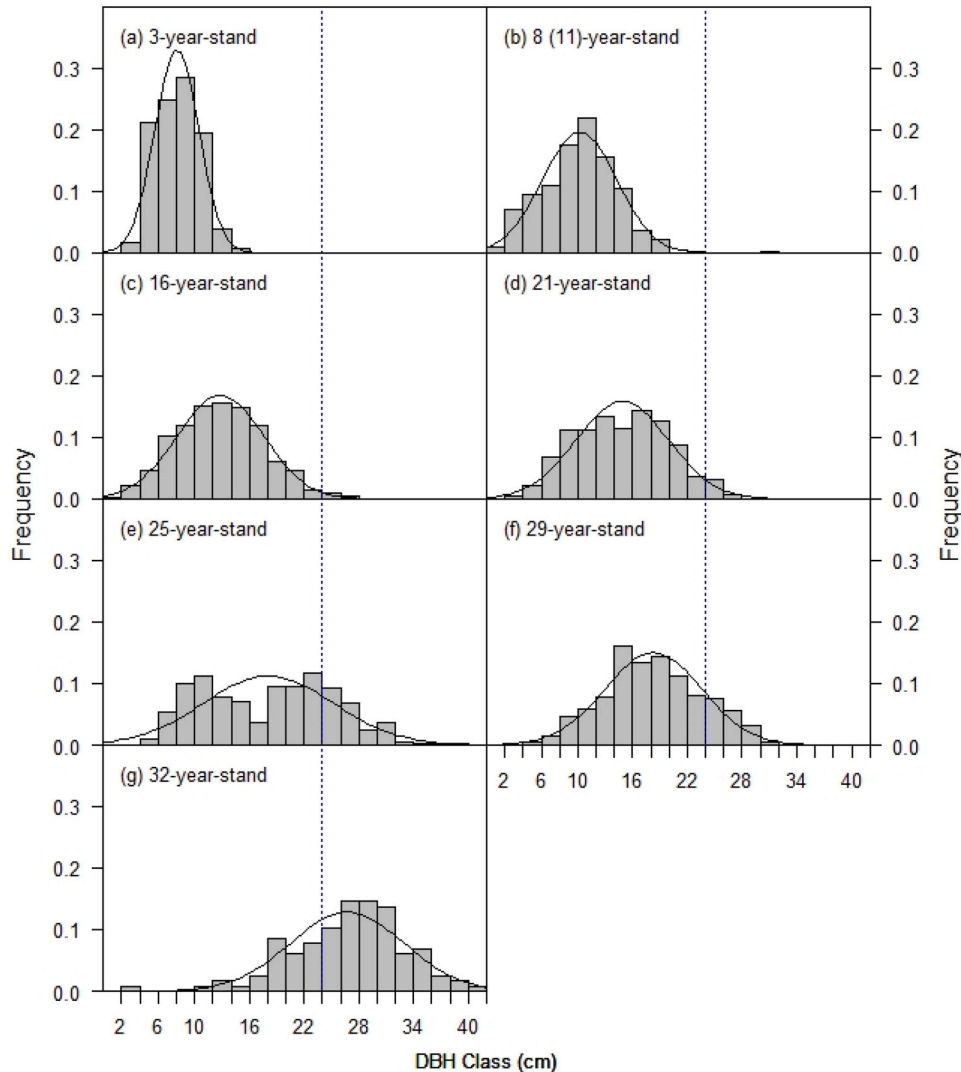 (a) 3-year-stand
(b) 8 (11)-year-stand
0.3
0.2
0.1
0.0
0.3
0.2
0.1
0.0
(c) 16-year-stand
(d) 21-year-stand
0.3
0.2
0.1
0.0
0.3
0.2
0.1
0.0
Frequency
Frequency
(e) 25-year-stand
(f) 29-year-stand
0.3
0.2
0.1
0.0
0.3
0.2
0.1
0.0
2 6 10 16 22 28 34 40
(g) 32-year-stand
0.3
0.2
0.1
0.0
2 6 10 16 22 28 34 40
DBH Class (cm)